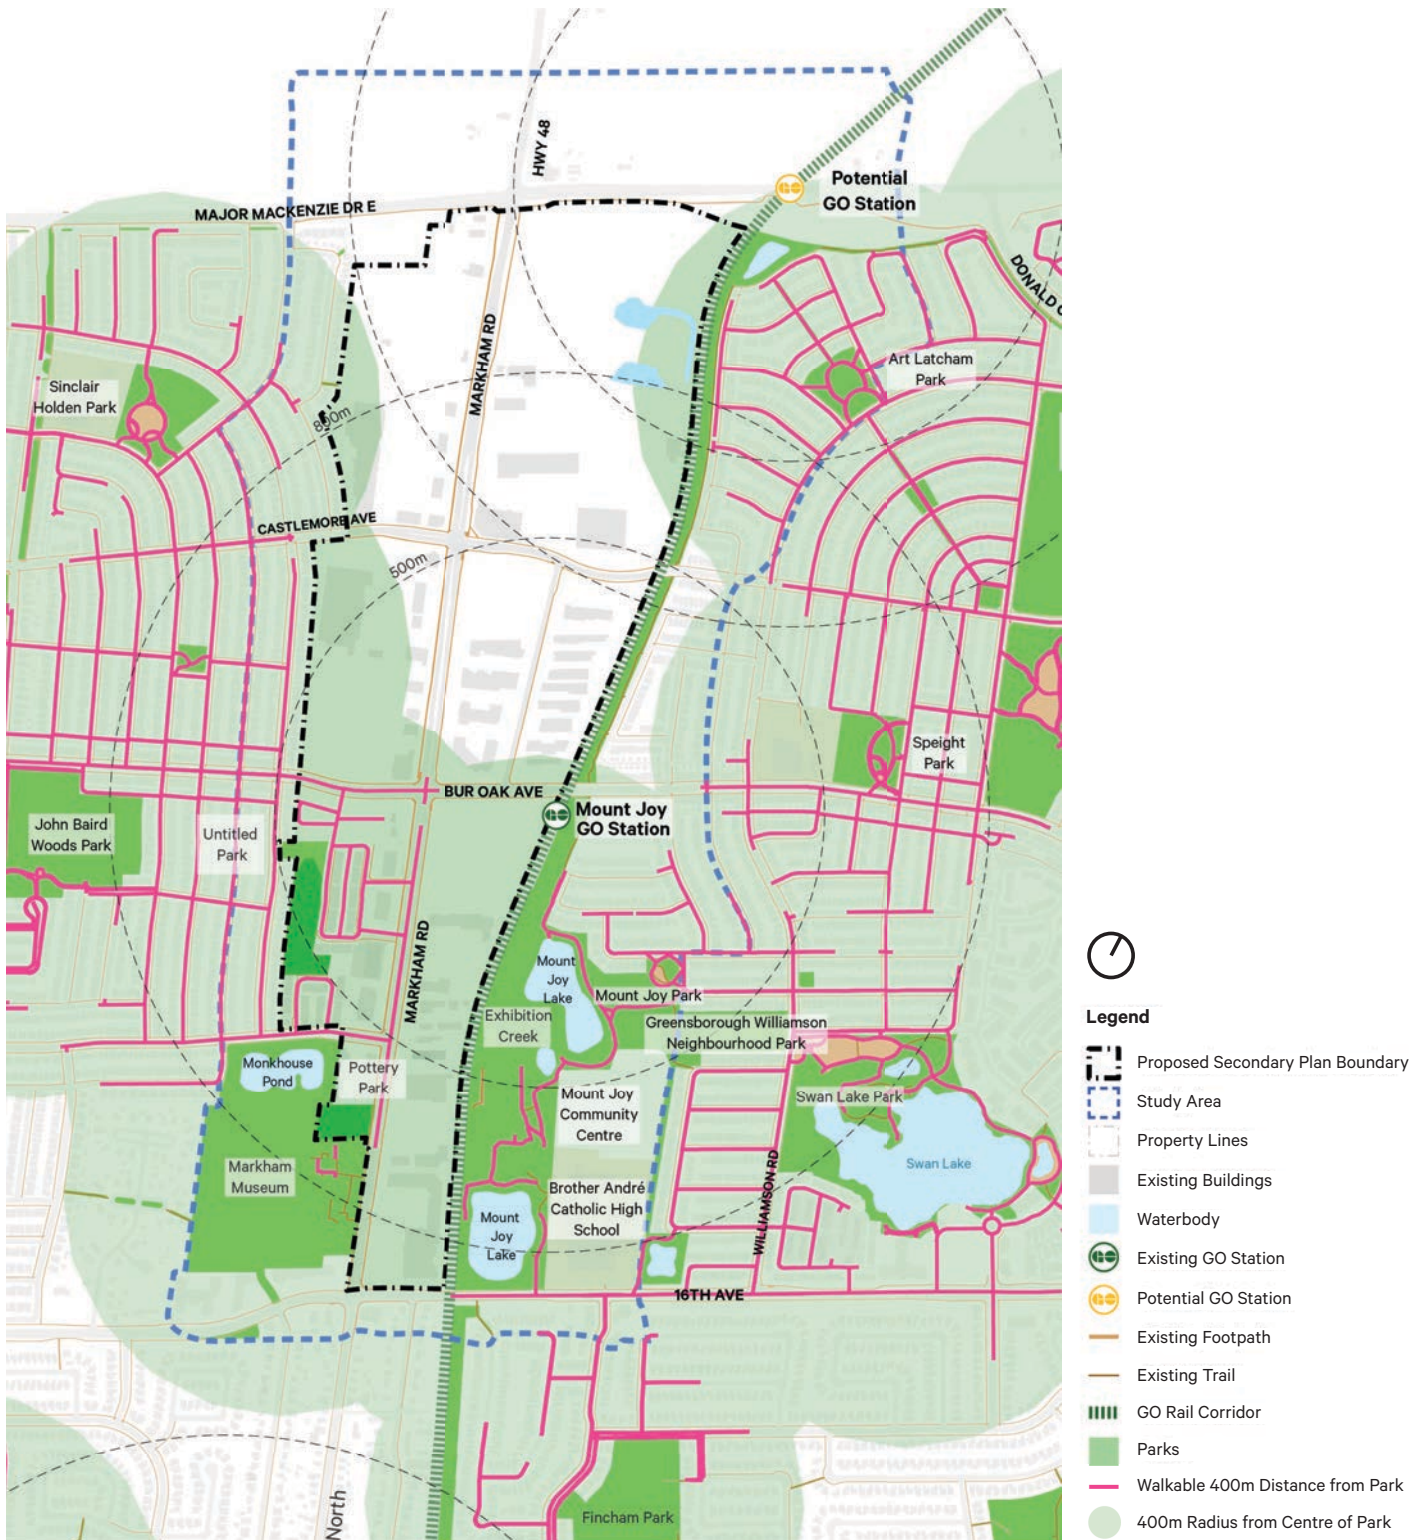 HWY 48
Potential
GO Station
MAJOR MACKENZIE DR E
DONALD C
MARKHAM RD
Art Latcham
Park
Sinclair
Holden Park
800m
CASTLEMORE AVE
500m
Speight
Park
BUR OAK AVE
Mount Joy
GO Station
John Baird
Woods Park
Untitled
Park
MARKHAM RD
Mount
Joy
Lake
Mount Joy Park
Exhibition
Creek
Greensborough Williamson
Neighbourhood Park
Monkhouse
Pond
Pottery
Park
Mount Joy
Community
Centre
Swan Lake Park
Swan Lake
Markham
Museum
Brother André
Catholic High
School
Mount
Joy
Lake
WILLIAMSON RD
16TH AVE
North
Fincham Park
Legend
Proposed Secondary Plan Boundary
Study Area
Property Lines
Existing Buildings
Waterbody
Existing GO Station
Potential GO Station
Existing Footpath
Existing Trail
GO Rail Corridor
Parks
Walkable 400m Distance from Park
400m Radius from Centre of Park